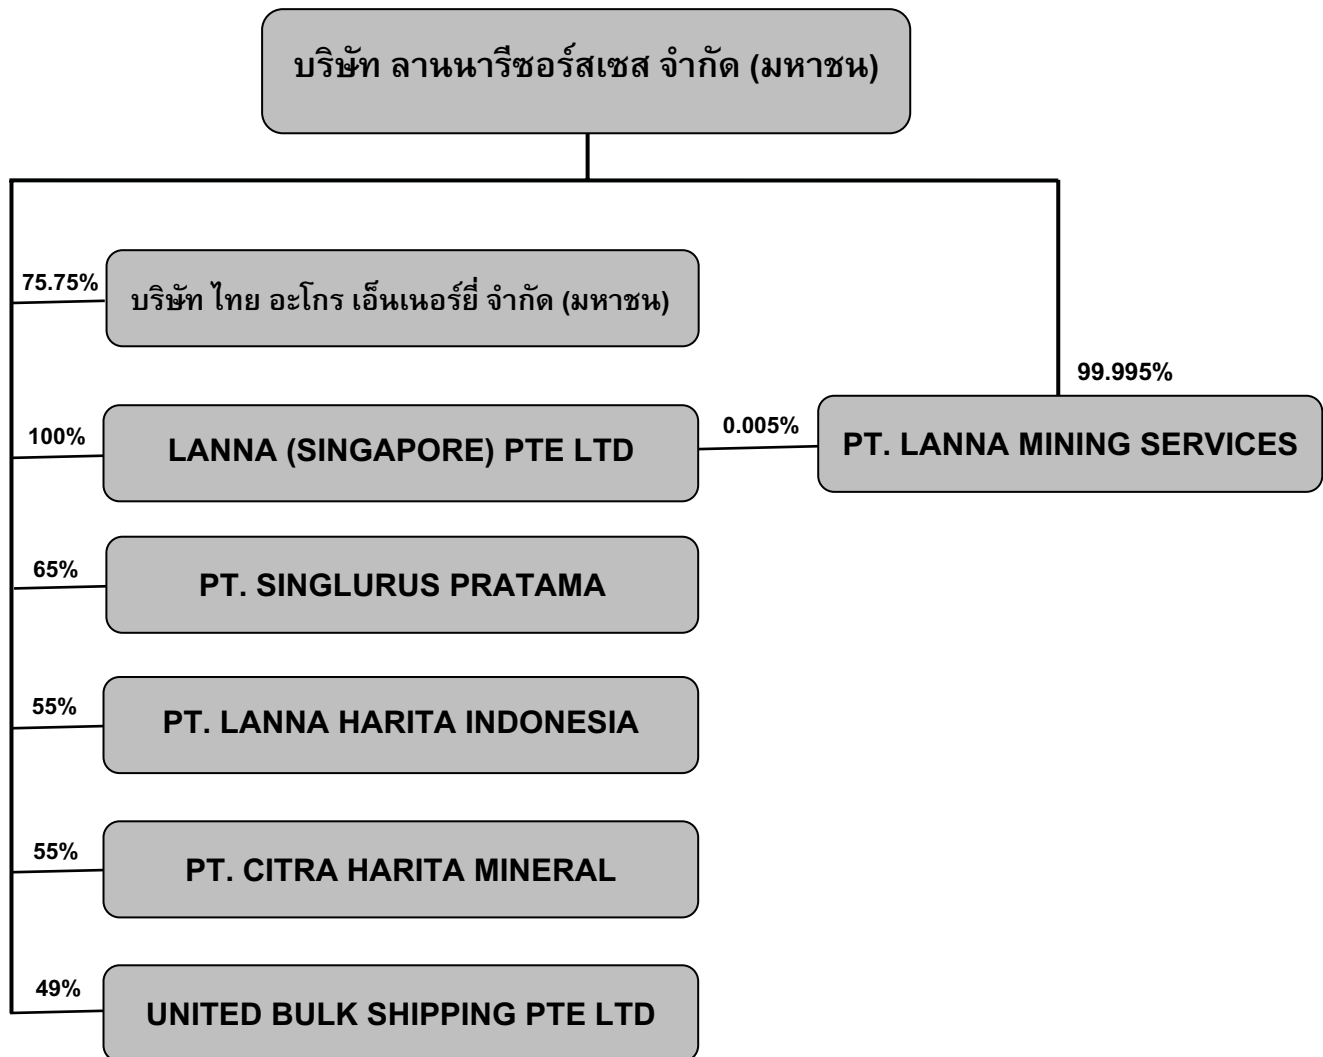 บริษัท ลานนารีซอร์สเซส จำกัด (มหาชน)
75.75%
บริษัท ไทย อะโกร เอ็นเนอร์ยี่ จำกัด (มหาชน)
99.995%
100%
LANNA (SINGAPORE) PTE LTD
0.005%
PT. LANNA MINING SERVICES
65%
PT. SINGLURUS PRATAMA
55%
PT. LANNA HARITA INDONESIA
55%
PT. CITRA HARITA MINERAL
49%
UNITED BULK SHIPPING PTE LTD